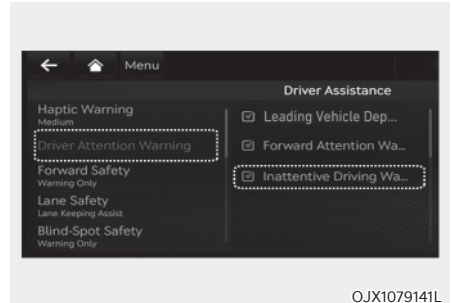 Menu
Driver Assistance
Haptic Warning
Medium
Driver Attention Warning
Forward Safety
Warning Only
Lane Safety
Lane Keeping Assist
Blind-Spot Safety
Warning Only
Leading Vehicle Dep...
Forward Attention Wa...
Inattentive Driving Wa...
OJX1079141L